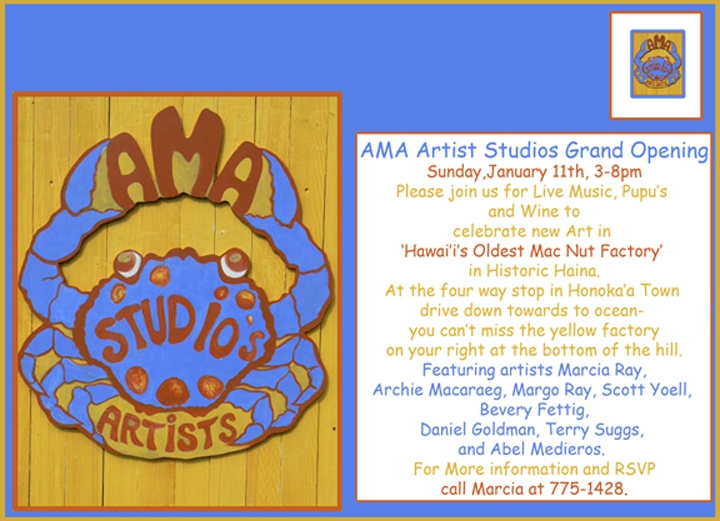 AMA
STUDIO'S
ARTISTS
AMA
STUDIO'S
AMA Artist Studios Grand Opening
Sunday,January 11th, 3-8pm
Please join us for Live Music, Pupu's
and Wine to
celebrate new Art in
'Hawai'i's Oldest Mac Nut Factory'
in Historic Haina.
At the four way stop in Honoka'a Town
drive down towards to ocean-
you can't miss the yellow factory
on your right at the bottom of the hill.
Featuring artists Marcia Ray,
Archie Macaraeg, Margo Ray, Scott Yoell,
Bevery Fettig,
Daniel Goldman, Terry Suggs,
and Abel Medieros.
For More information and RSVP
call Marcia at 775-1428.